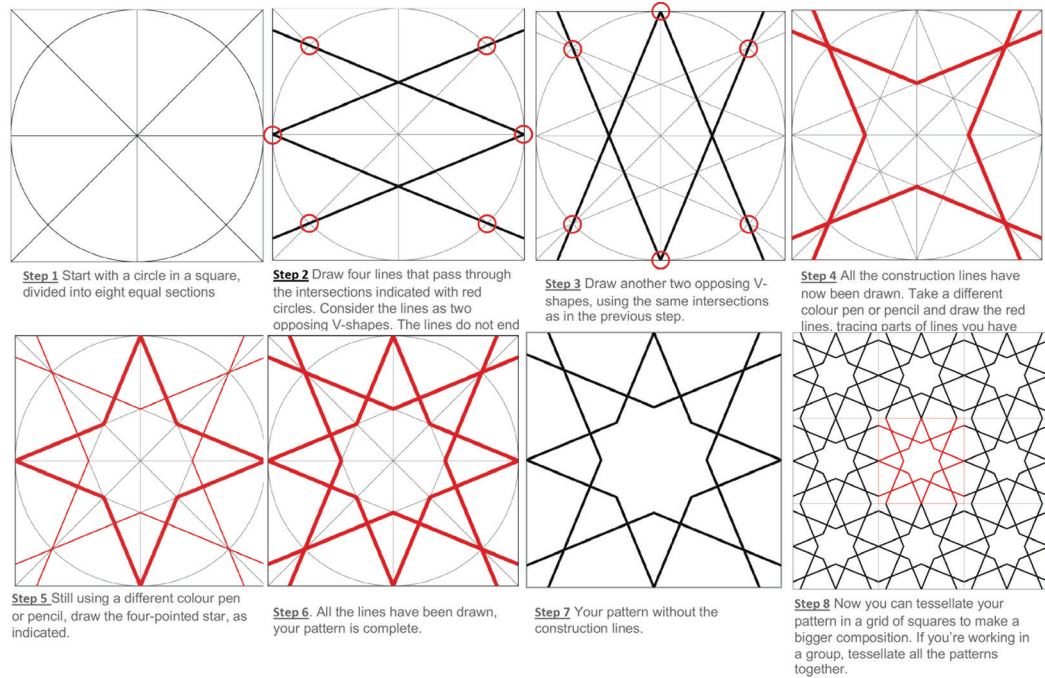 Step 1 Start with a circle in a square,
divided into eight equal sections
Step 2 Draw four lines that pass through
the intersections indicated with red
circles. Consider the lines as two
opposing V-shapes. The lines do not end
Step 3 Draw another two opposing V-
shapes, using the same intersections
as in the previous step.
Step 4 All the construction lines have
now been drawn. Take a different
colour pen or pencil and draw the red
lines, tracing parts of lines you have
Step 5 Still using a different colour pen
or pencil, draw the four-pointed star, as
indicated.
Step 6. All the lines have been drawn,
your pattern is complete.
Step 7 Your pattern without the
construction lines.
Step 8 Now you can tessellate your
pattern in a grid of squares to make a
bigger composition. If you're working in
a group, tessellate all the patterns
together.